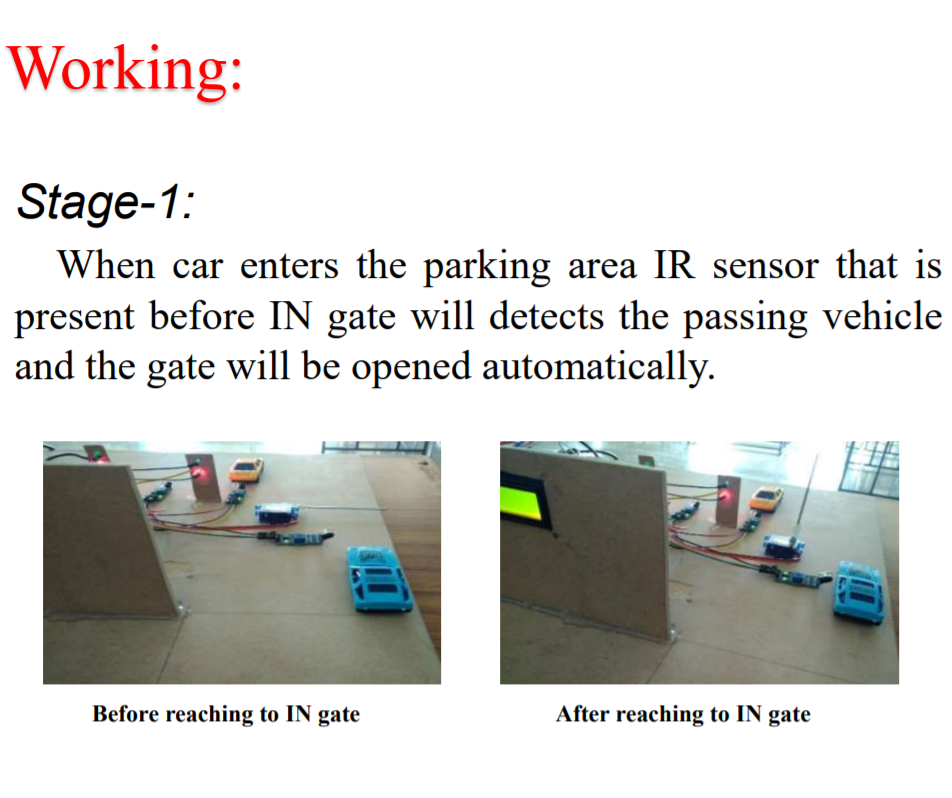 Working:
Stage-1:
When car enters the parking area IR sensor that is
present before IN gate will detects the passing vehicle
and the gate will be opened automatically.
Before reaching to IN gate
After reaching to IN gate